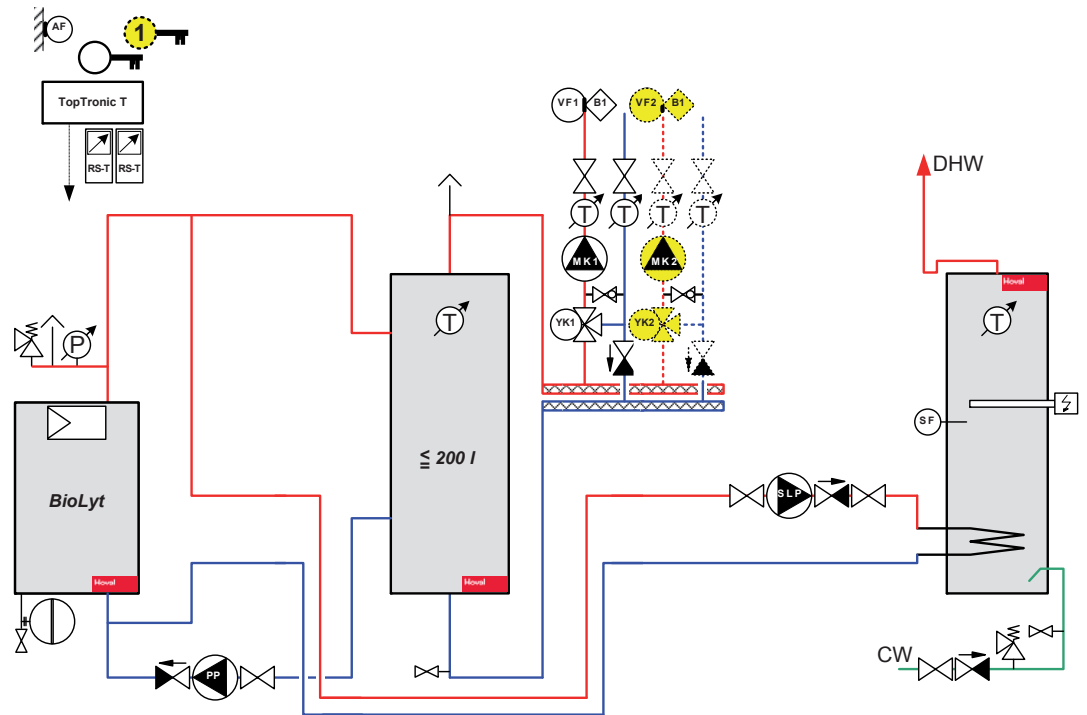 AF
1
TopTronic T
RS-T RS-T
VF1 B1 VF2 B1
T T T T
MK1 MK2
YK1 YK2
DHW
P
T
Hoval
T
SF
BioLyt
≦ 200 l
SLP
Hoval
Hoval
PP
CW